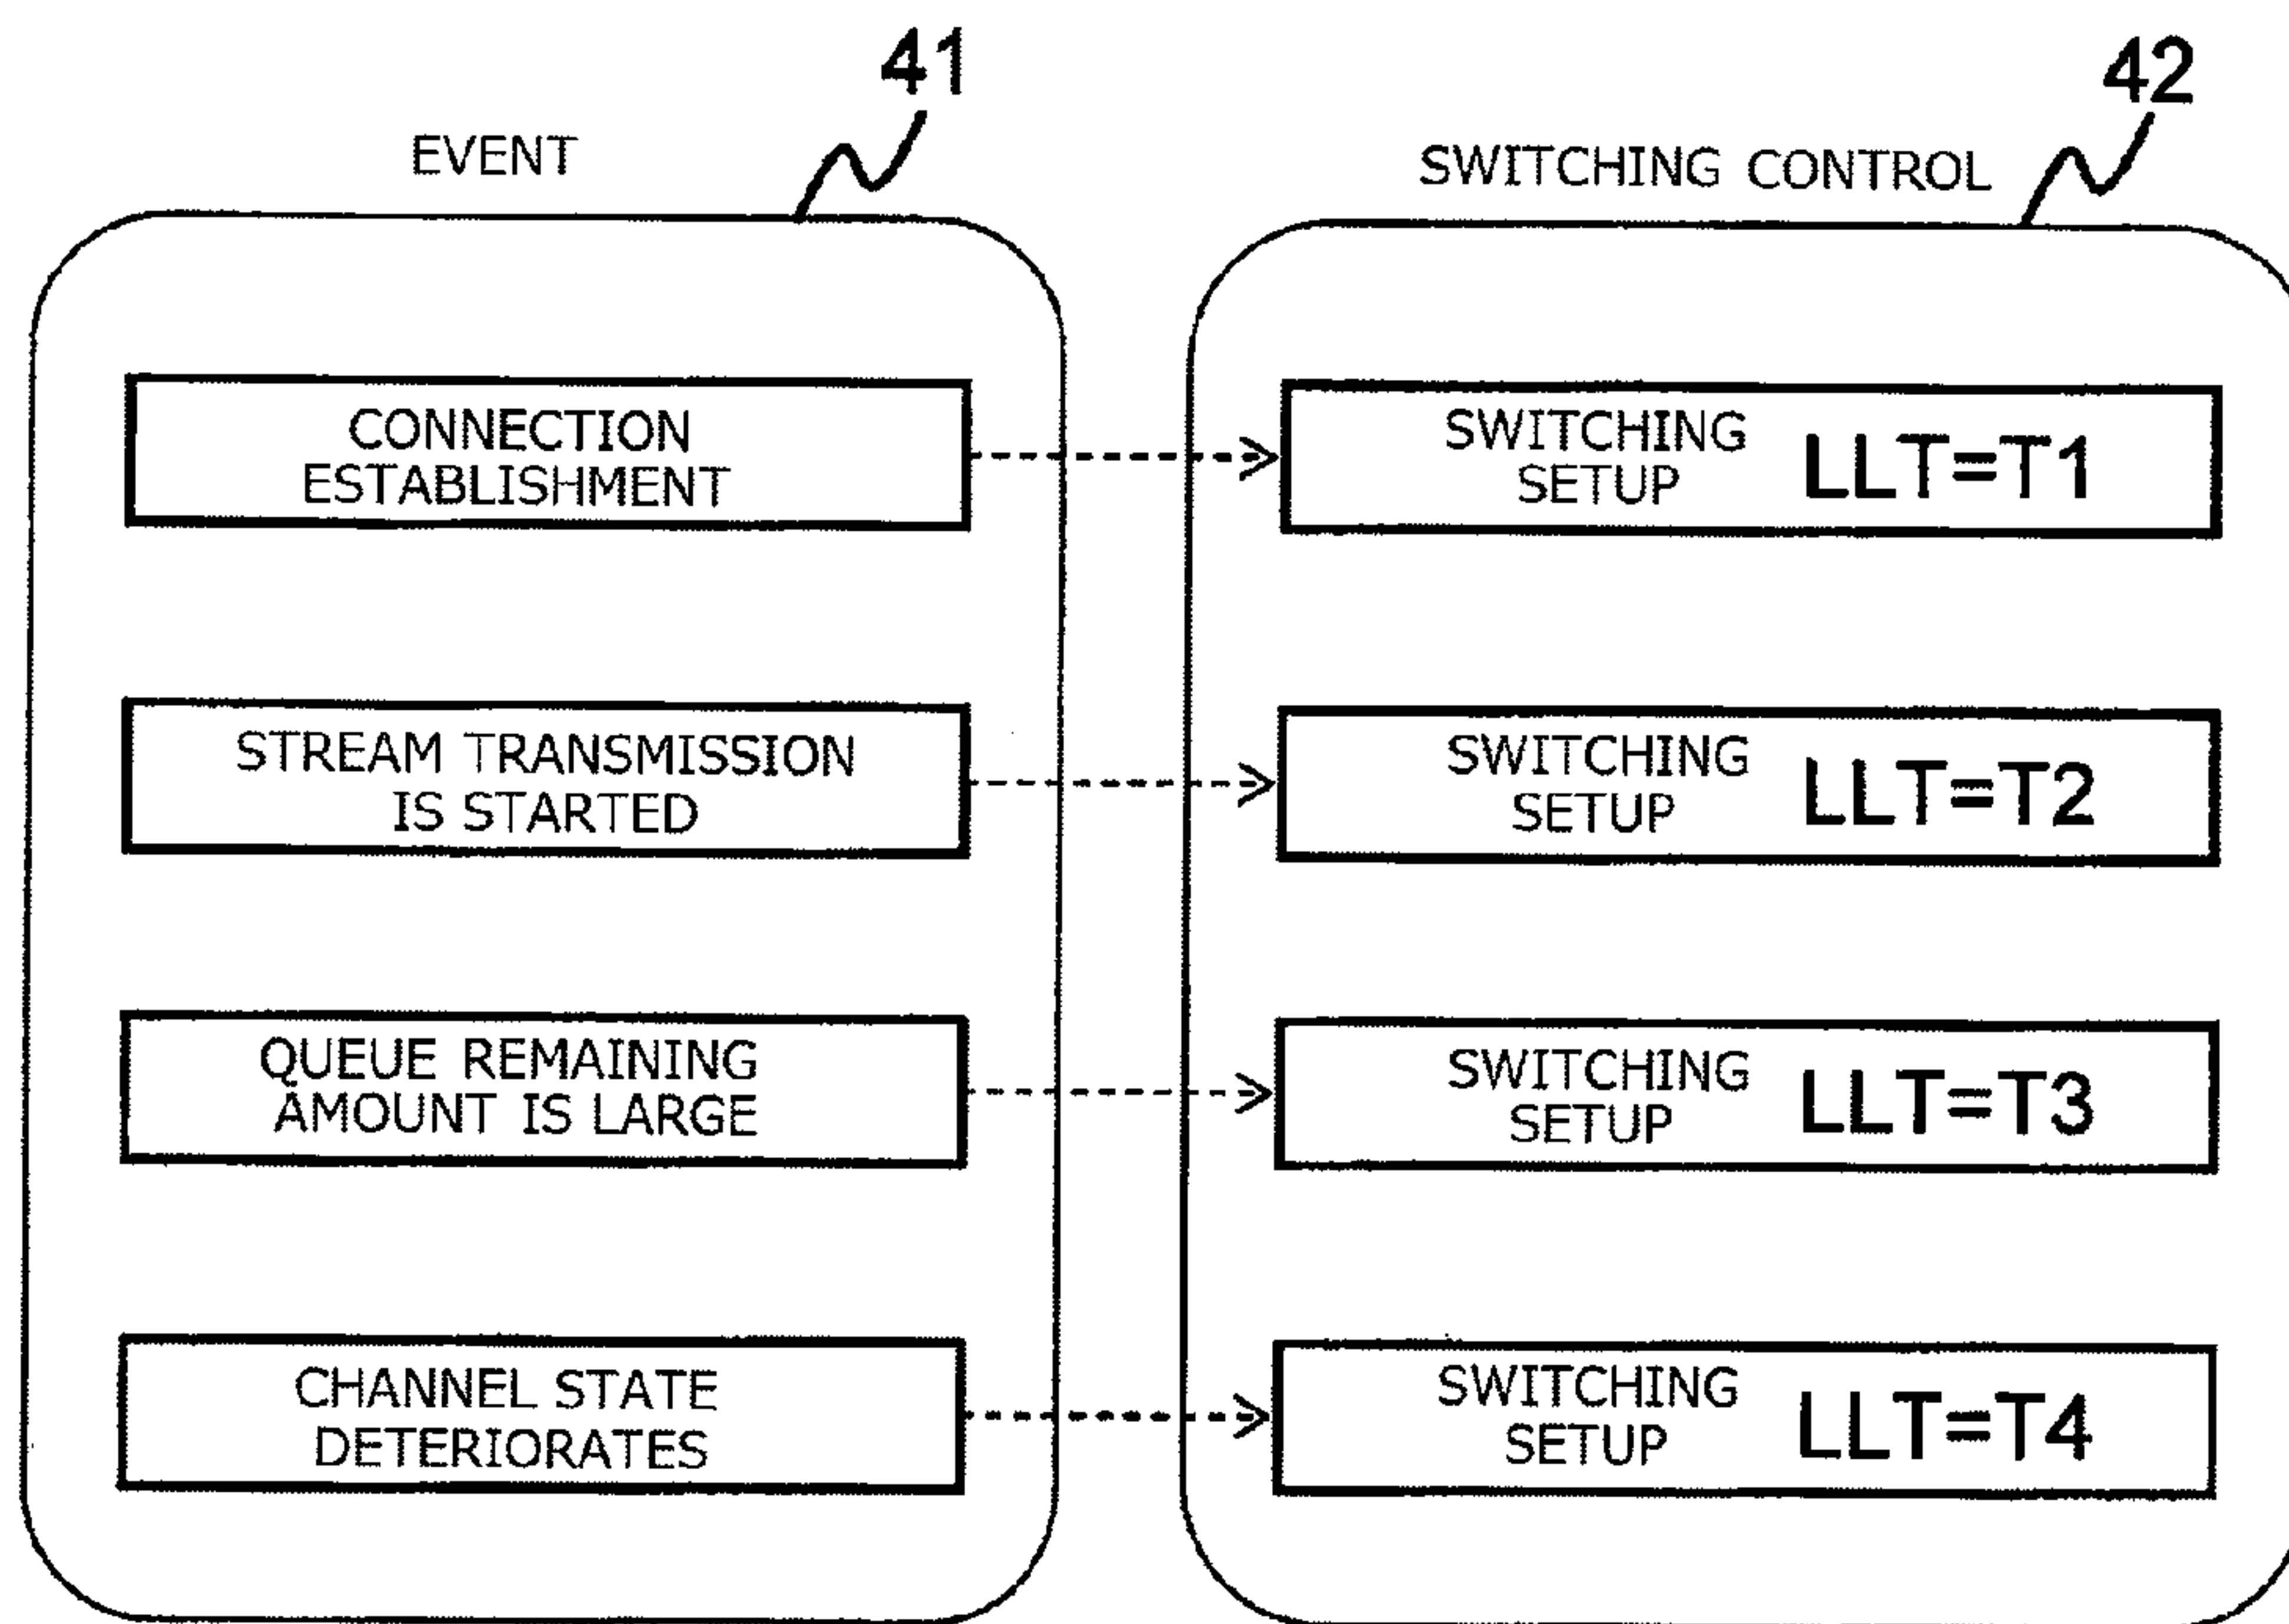 41
42
EVENT
SWITCHING CONTROL
CONNECTION
ESTABLISHMENT
SWITCHING
SETUP
LLT=T1
STREAM TRANSMISSION
IS STARTED
SWITCHING
SETUP
LLT=T2
QUEUE REMAINING
AMOUNT IS LARGE
SWITCHING
SETUP
LLT=T3
CHANNEL STATE
DETERIORATES
SWITCHING
SETUP
LLT=T4